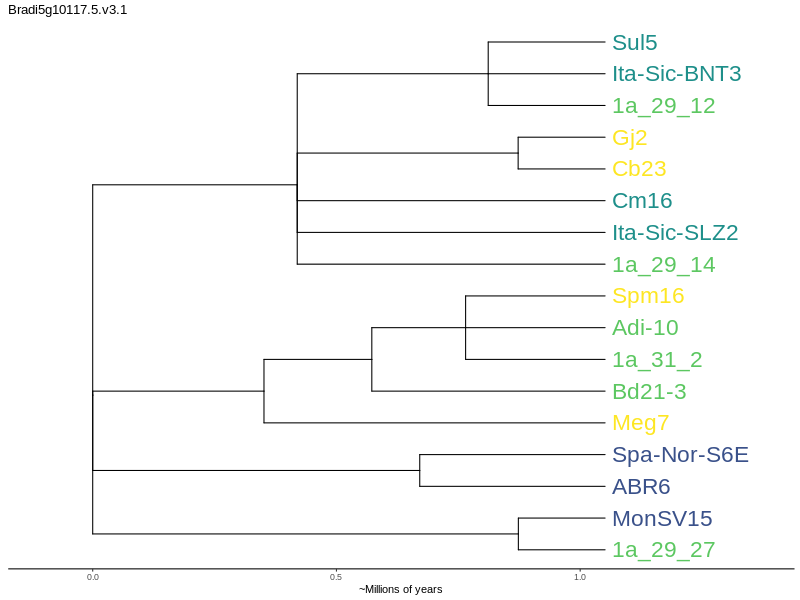 Bradi5g10117.5.v3.1
Sul5
Ita-Sic-BNT3
1a_29_12
Gj2
Cb23
Cm16
Ita-Sic-SLZ2
1a_29_14
Spm16
Adi-10
1a_31_2
Bd21-3
Meg7
Spa-Nor-S6E
ABR6
MonSV15
1a_29_27
0.0 0.5 1.0
~Millions of years